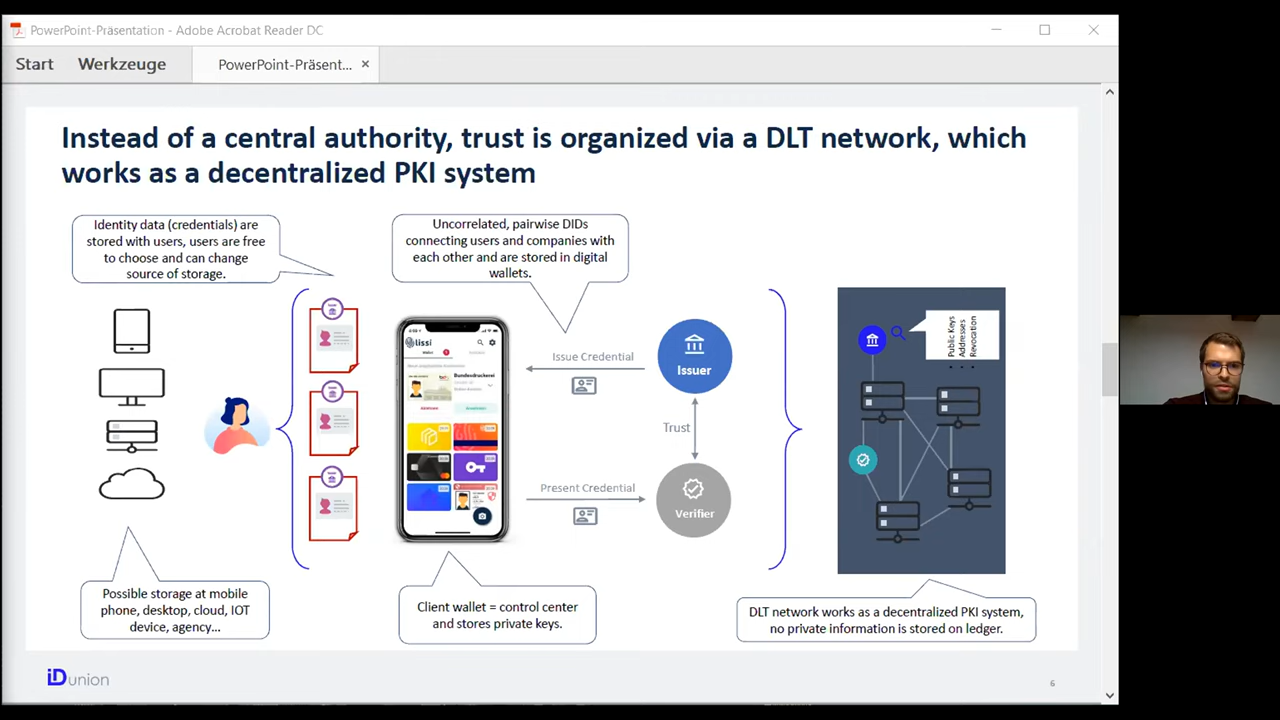 PowerPoint-Präsentation - Adobe Acrobat Reader DC
Start Werkzeuge PowerPoint-Präsent... ×
Instead of a central authority, trust is organized via a DLT network, which
works as a decentralized PKI system
Identity data (credentials) are
stored with users, users are free
to choose and can change
source of storage.
Uncorrelated, pairwise DIDs
connecting users and companies with
each other and are stored in digital
wallets.
lissi
Wallet
Bundesdruckerei
Issue Credential
Issuer
Trust
Present Credential
Verifier
Public Keys
Addresses
Revocation
. . .
Possible storage at mobile
phone, desktop, cloud, IOT
device, agency...
Client wallet = control center
and stores private keys.
DLT network works as a decentralized PKI system,
no private information is stored on ledger.
iD union
6